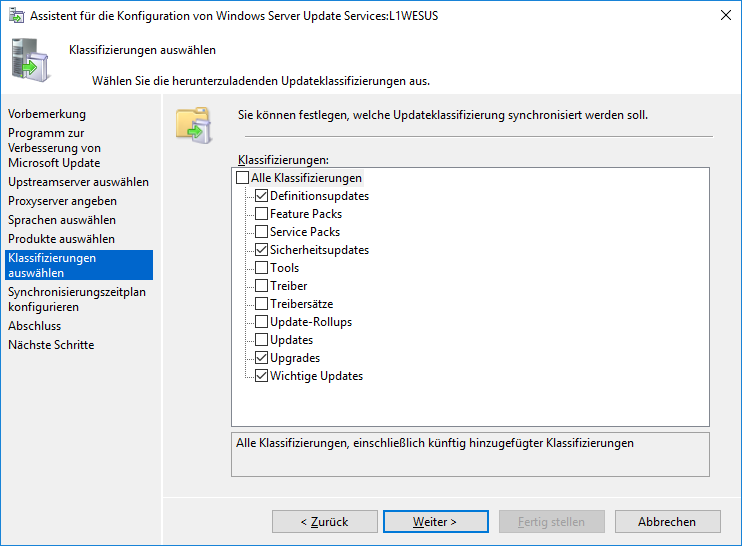 Assistent für die Konfiguration von Windows Server Update Services:L1WESUS
Klassifizierungen auswählen
Wählen Sie die herunterzuladenden Updateklassifizierungen aus.
Vorbemerkung
Programm zur
Verbesserung von
Microsoft Update
Upstreamserver auswählen
Proxyserver angeben
Sprachen auswählen
Produkte auswählen
Klassifizierungen
auswählen
Synchronisierungszeitplan
konfigurieren
Abschluss
Nächste Schritte
Sie können festlegen, welche Updateklassifizierung synchronisiert werden soll.
Klassifizierungen:
Alle Klassifizierungen
Definitionsupdates
Feature Packs
Service Packs
Sicherheitsupdates
Tools
Treiber
Treibersätze
Update-Rollups
Updates
Upgrades
Wichtige Updates
Alle Klassifizierungen, einschließlich künftig hinzugefügter Klassifizierungen
< Zurück
Weiter >
Fertig stellen
Abbrechen